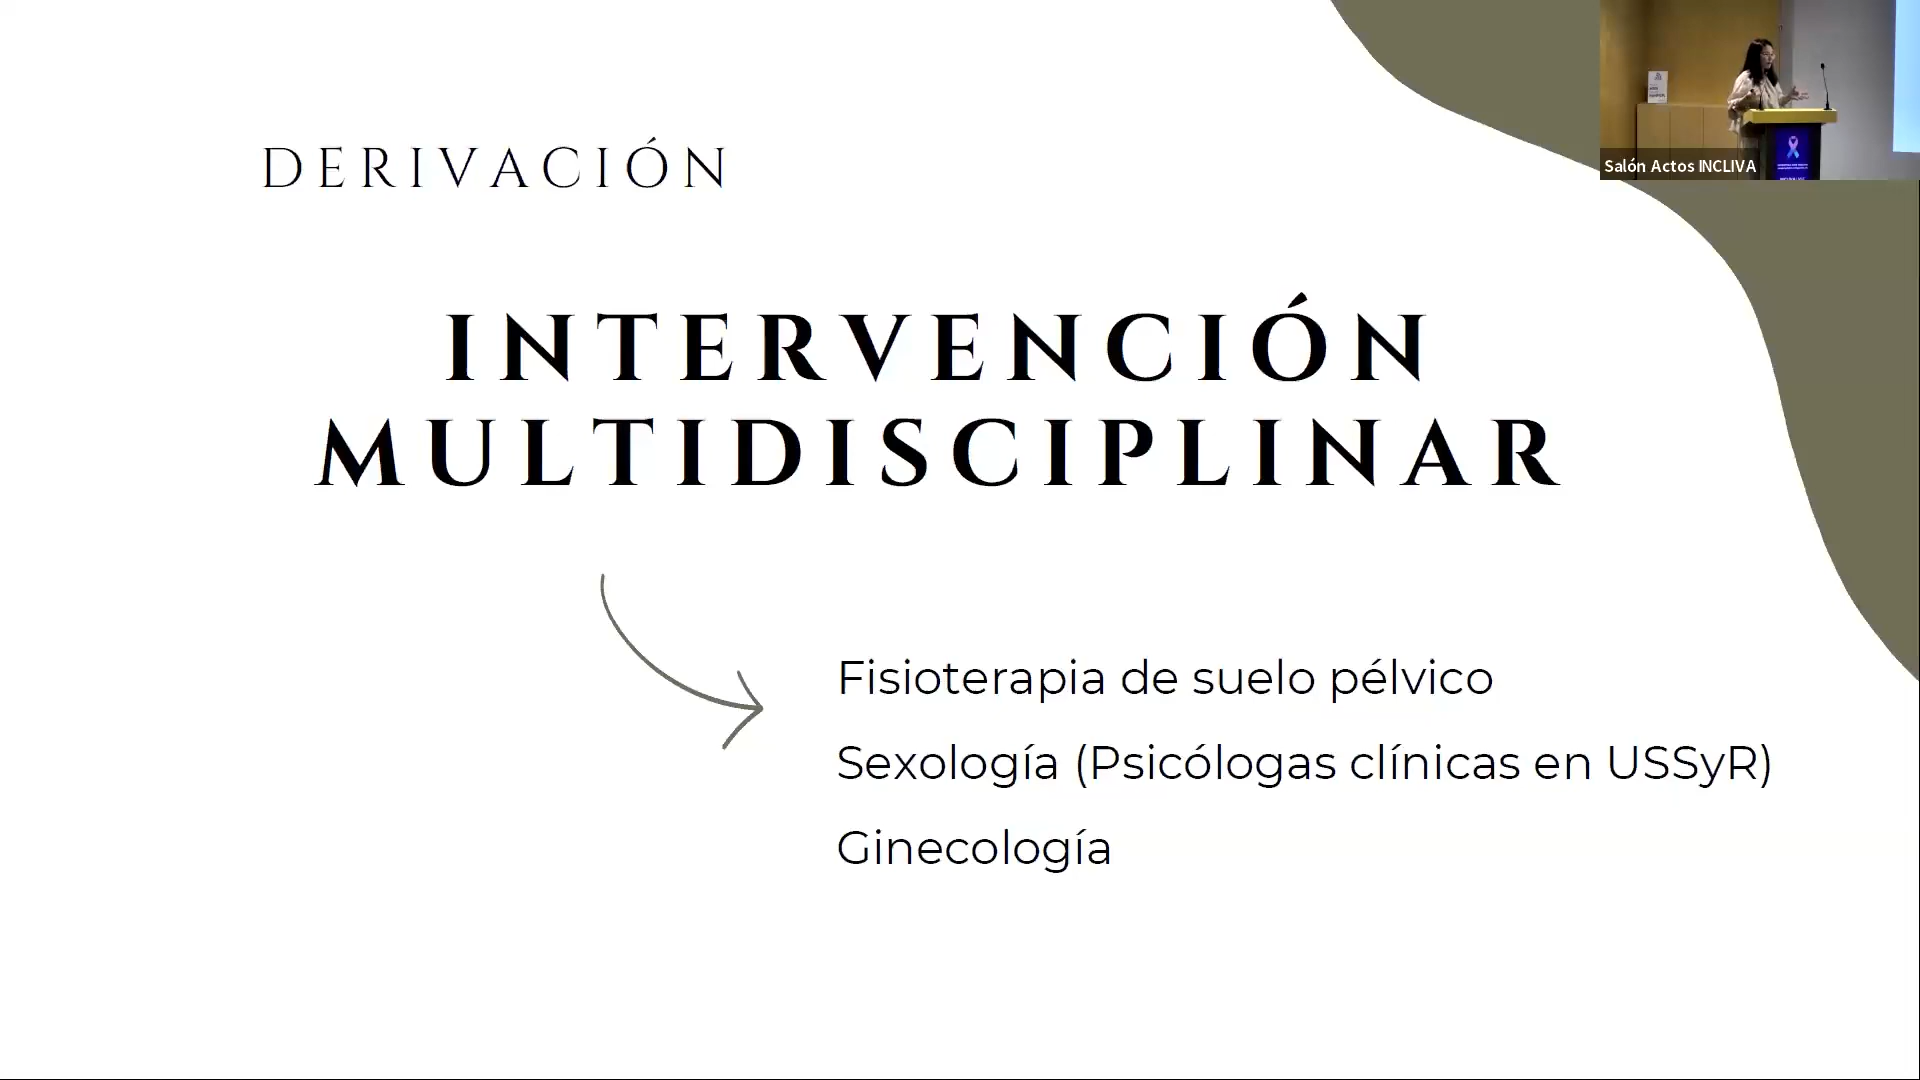 DERIVACIÓN
INTERVENCIÓN
MULTIDISCIPLINAR
Fisioterapia de suelo pélvico
Sexología (Psicólogas clínicas en USSyR)
Ginecología
Salón Actos INCLIVA